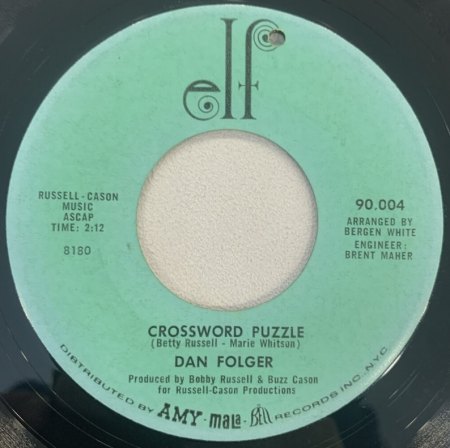 elf
RUSSELL-CASON
MUSIC
ASCAP
TIME: 2:12
8180
90.004
ARRANGED BY
BERGEN WHITE
ENGINEER:
BRENT MAHER
CROSSWORD PUZZLE
(Betty Russell - Marie Whitson)
DAN FOLGER
Produced by Bobby Russell & Buzz Cason
for Russell-Cason Productions
DISTRIBUTED BY AMY-MaLa-Bell RECORDS INC. NYC